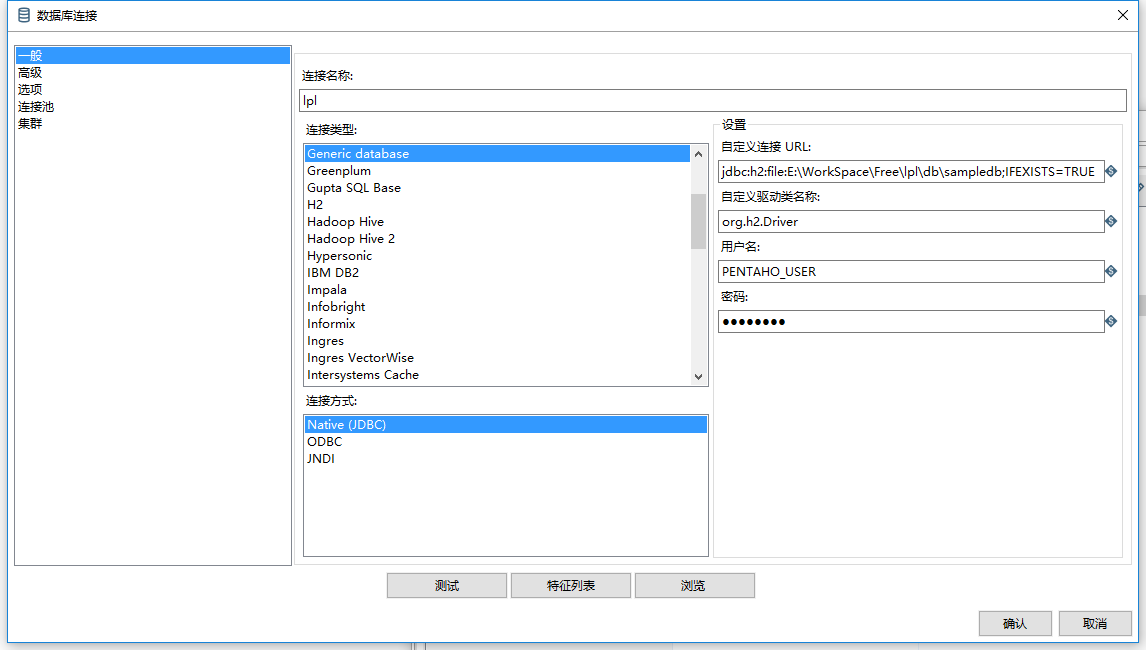 数据库连接
一般
高级
选项
连接池
集群
连接名称:
lpl
连接类型:
Generic database
Greenplum
Gupta SQL Base
H2
Hadoop Hive
Hadoop Hive 2
Hypersonic
IBM DB2
Impala
Infobright
Informix
Ingres
Ingres VectorWise
Intersystems Cache
连接方式:
Native (JDBC)
ODBC
JNDI
设置
自定义连接 URL:
jdbc:h2:file:E:\WorkSpace\Free\lpl\db\sampledb;IFEXISTS=TRUE
自定义驱动类名称:
org.h2.Driver
用户名:
PENTAHO_USER
密码:
●●●●●●●●
测试
特征列表
浏览
确认
取消